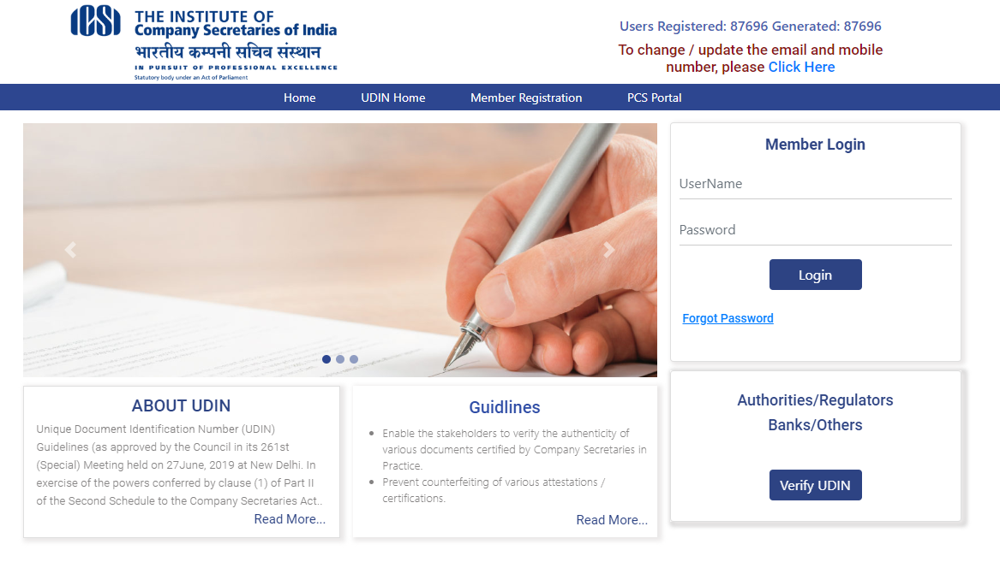 ICSI
THE INSTITUTE OF
Company Secretaries of India
भारतीय कम्पनी सचिव संस्थान
IN PURSUIT OF PROFESSIONAL EXCELLENCE
Statutory body under an Act of Parliament
Users Registered: 87696 Generated: 87696
To change / update the email and mobile
number, please Click Here
Home UDIN Home Member Registration PCS Portal
Member Login
UserName
Password
Login
Forgot Password
ABOUT UDIN
Unique Document Identification Number (UDIN)
Guidelines (as approved by the Council in its 261st
(Special) Meeting held on 27June, 2019 at New Delhi. In
exercise of the powers conferred by clause (1) of Part II
of the Second Schedule to the Company Secretaries Act..
Read More...
Guidlines
Enable the stakeholders to verify the authenticity of
various documents certified by Company Secretaries in
Practice.
Prevent counterfeiting of various attestations /
certifications.
Read More...
Authorities/Regulators
Banks/Others
Verify UDIN